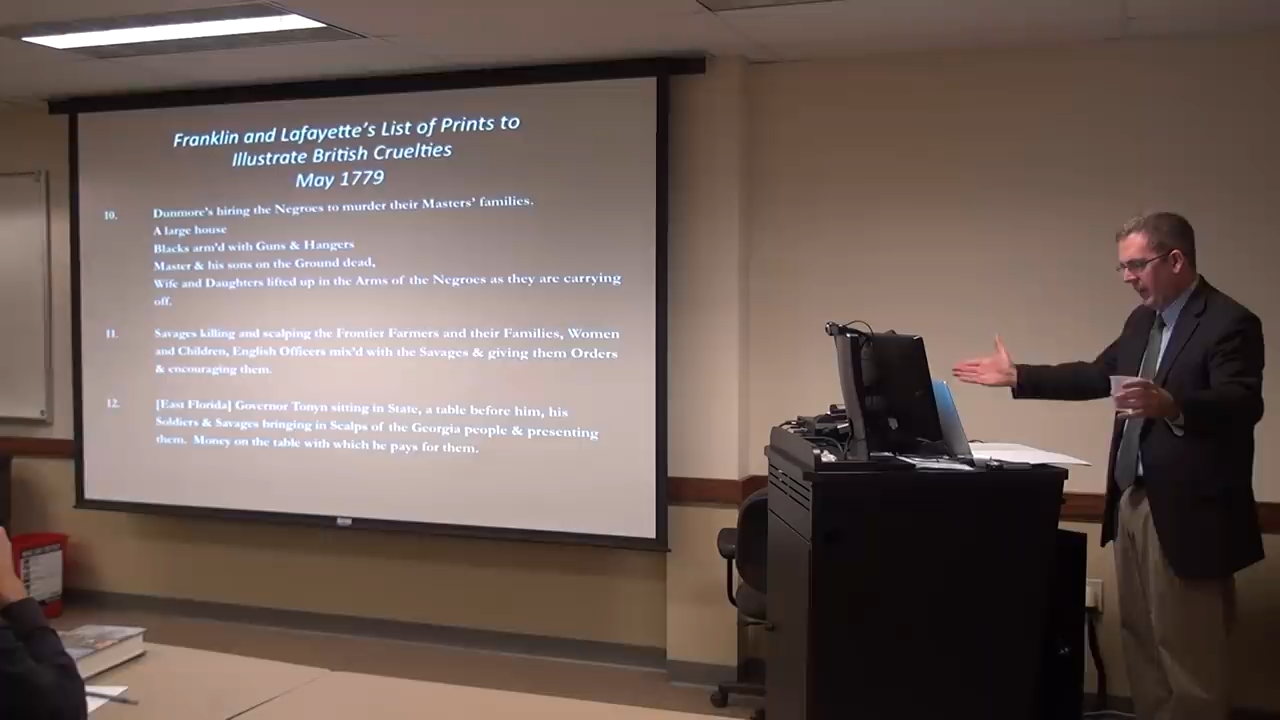 Franklin and Lafayette's List of Prints to
Illustrate British Cruelties
May 1779
10. Dunmore's hiring the Negroes to murder their Masters' families.
A large house
Blacks arm'd with Guns & Hangers
Master & his sons on the Ground dead,
Wife and Daughters lifted up in the Arms of the Negroes as they are carrying
off.
11. Savages killing and scalping the Frontier Farmers and their Families, Women
and Children, English Officers mix'd with the Savages & giving them Orders
& encouraging them.
12. [East Florida] Governor Tonyn sitting in State, a table before him, his
Soldiers & Savages bringing in Scalps of the Georgia people & presenting
them. Money on the table with which he pays for them.